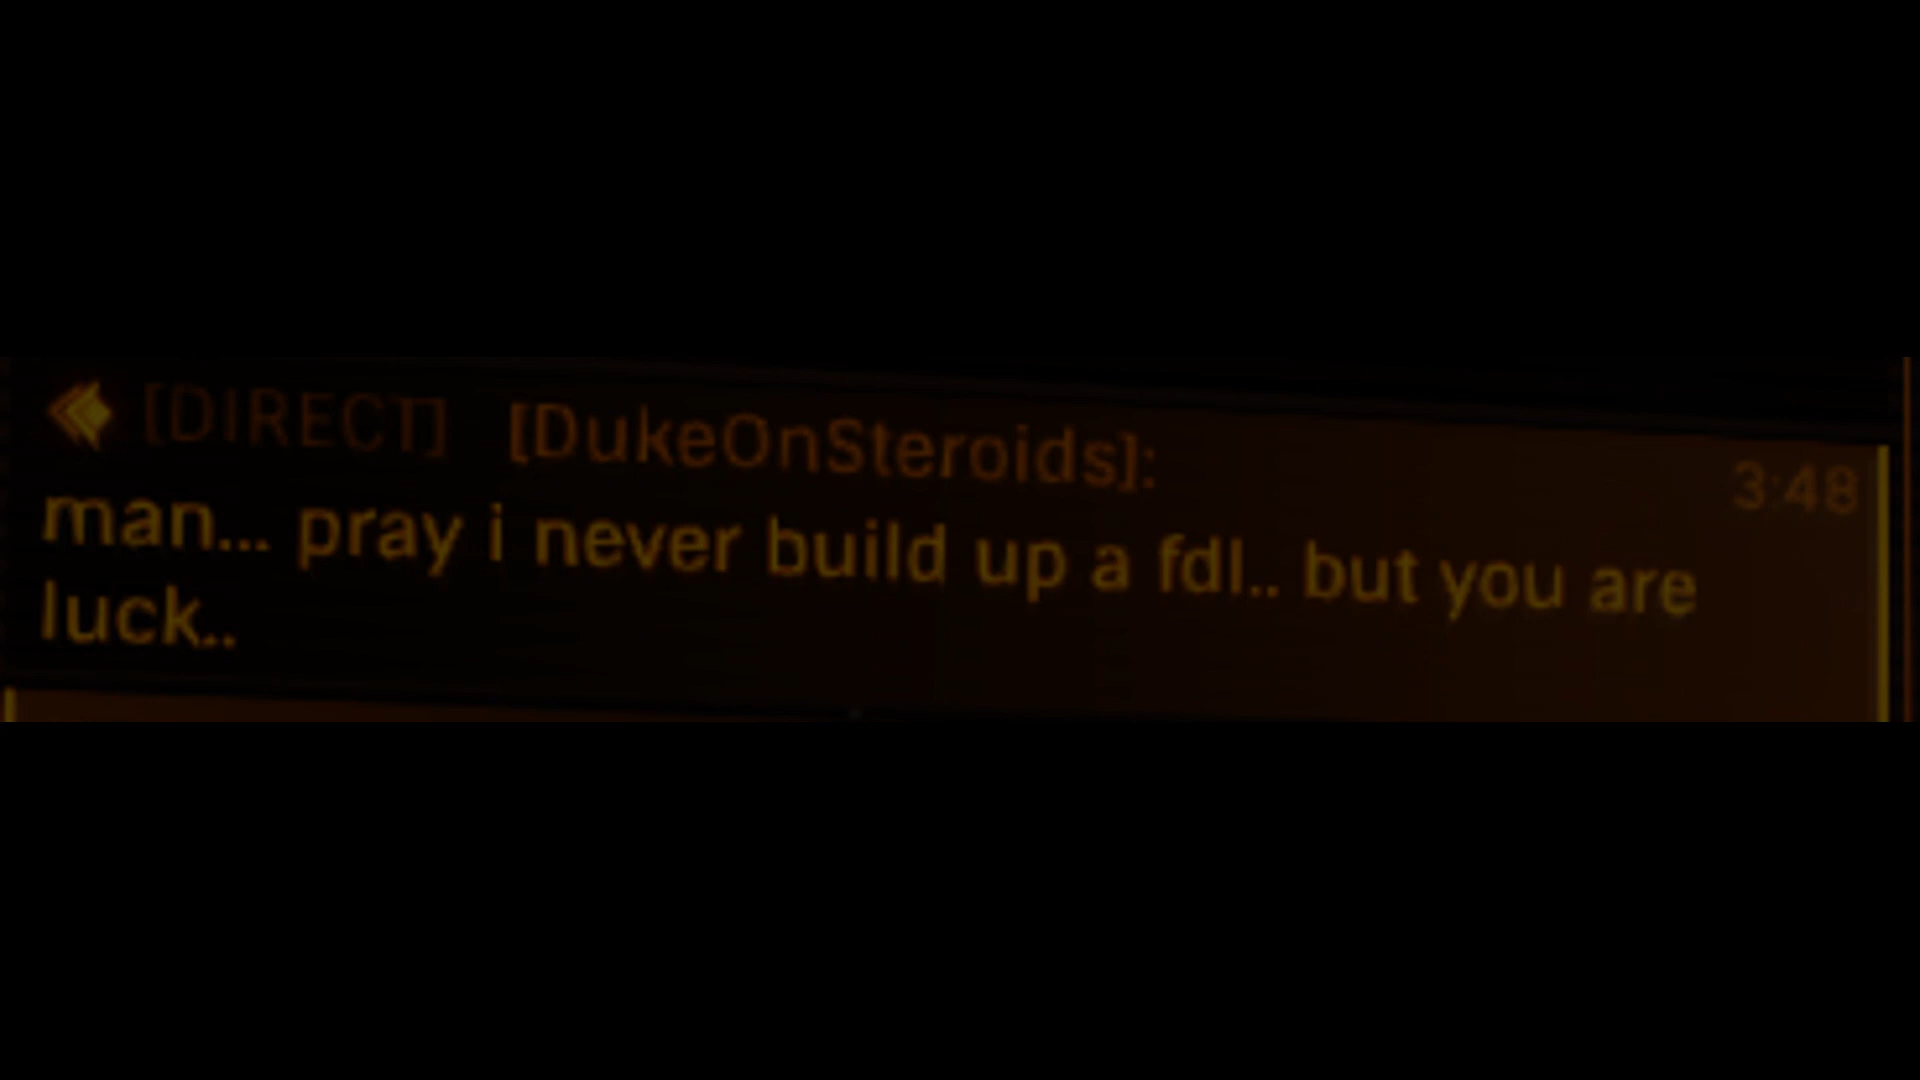 [DIRECT] [DukeOnSteroids]: 3:48
man... pray i never build up a fdl.. but you are
luck..